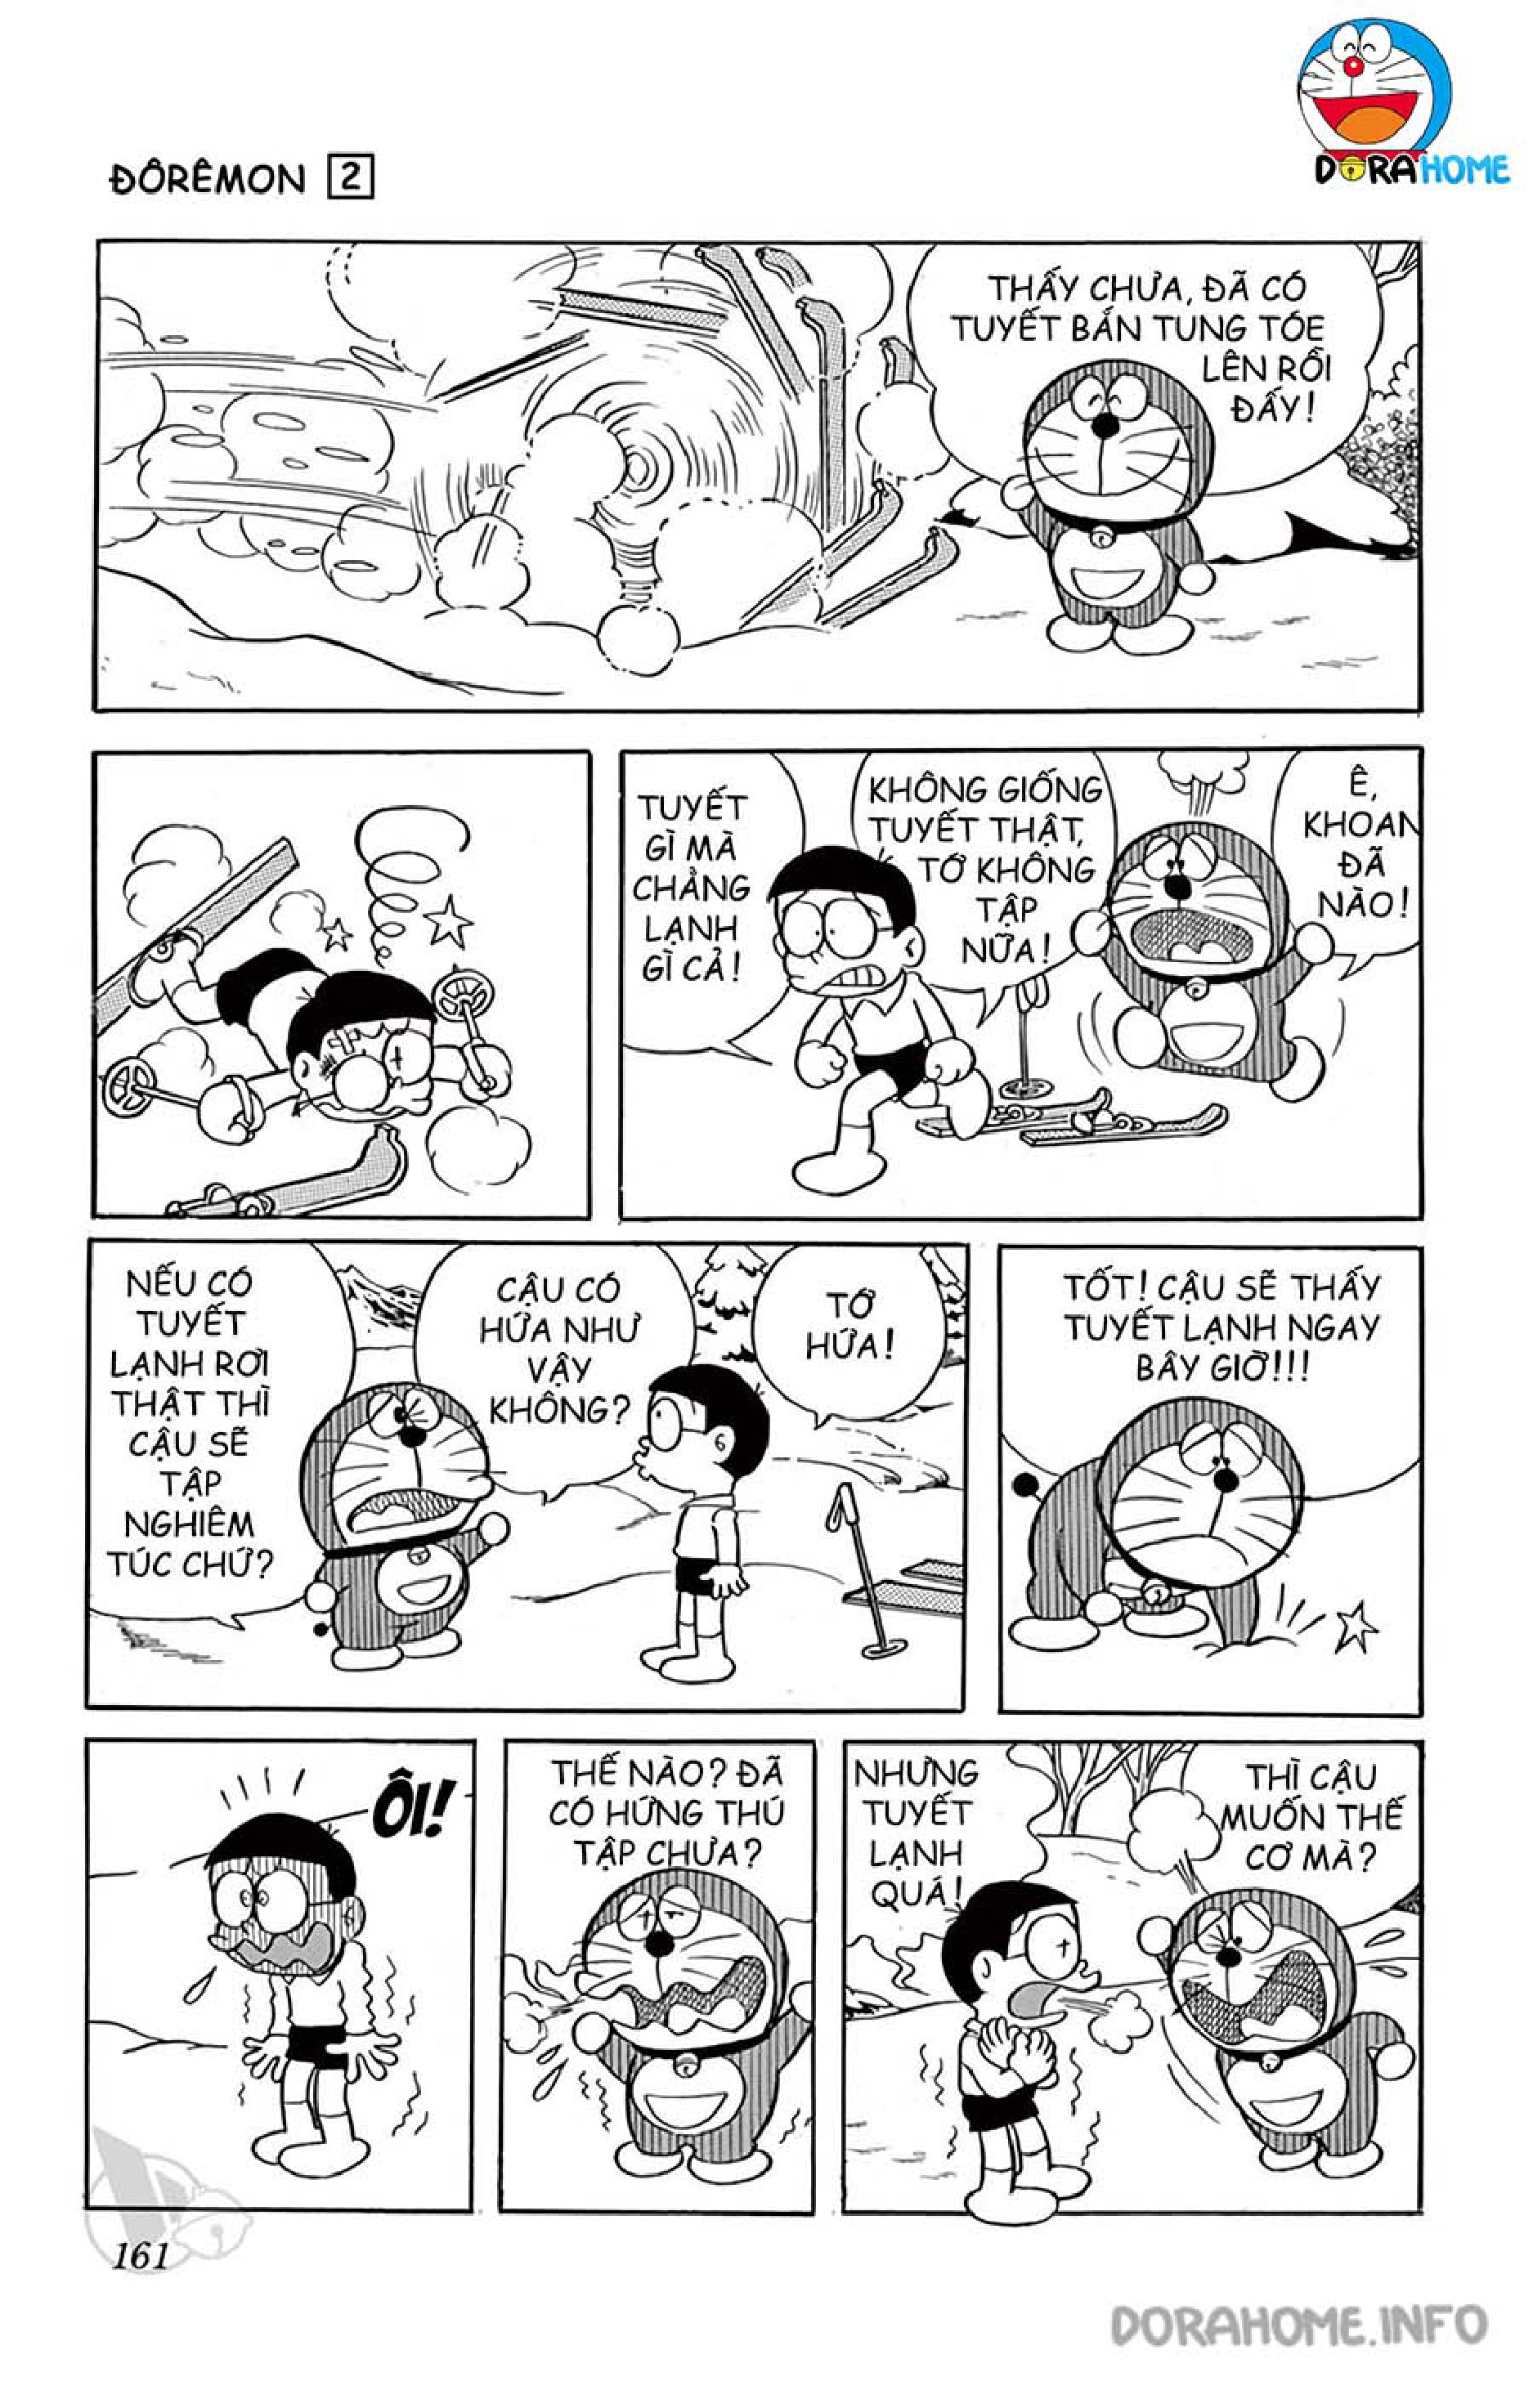 DORAHOME
ĐÔRÊMON 2
THẤY CHƯA, ĐÃ CÓ
TUYẾT BẮN TUNG TÓE
LÊN RỒI
ĐẤY!
TUYẾT
GÌ MÀ
CHẲNG
LẠNH
GÌ CẢ!
KHÔNG GIỐNG
TUYẾT THẬT,
TỚ KHÔNG
TẬP
NỮA!
Ê,
KHOAN
ĐÃ
NÀO!
NẾU CÓ
TUYẾT
LẠNH RƠI
THẬT THÌ
CẬU SẼ
TẬP
NGHIÊM
TÚC CHỨ?
CẬU CÓ
HỨA NHƯ
VẬY
KHÔNG?
TỚ
HỨA!
TỐT! CẬU SẼ THẤY
TUYẾT LẠNH NGAY
BÂY GIỜ!!!
ÔI!
THẾ NÀO? ĐÃ
CÓ HỨNG THÚ
TẬP CHƯA?
NHƯNG
TUYẾT
LẠNH
QUÁ!
THÌ CẬU
MUỐN THẾ
CƠ MÀ?
161
DORAHOME.INFO